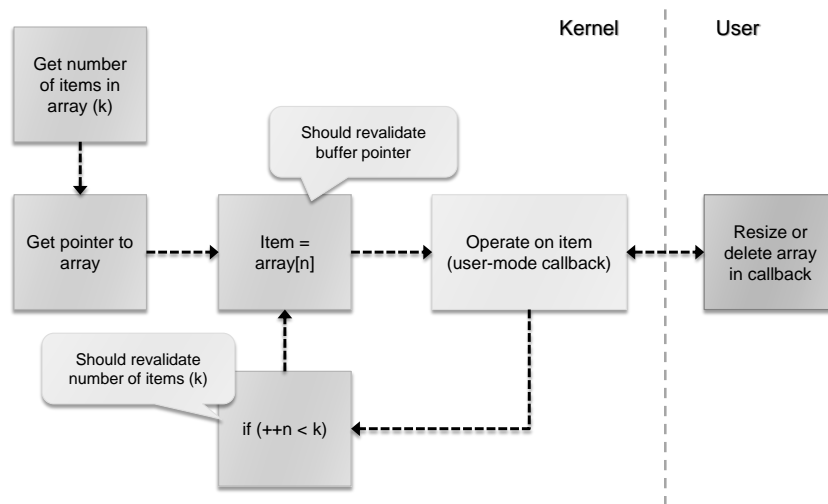 Kernel
User
Get number
of items in
array (k)
Should revalidate
buffer pointer
Get pointer to
array
Item =
array[n]
Operate on item
(user-mode callback)
Resize or
delete array
in callback
Should revalidate
number of items (k)
if (++n < k)